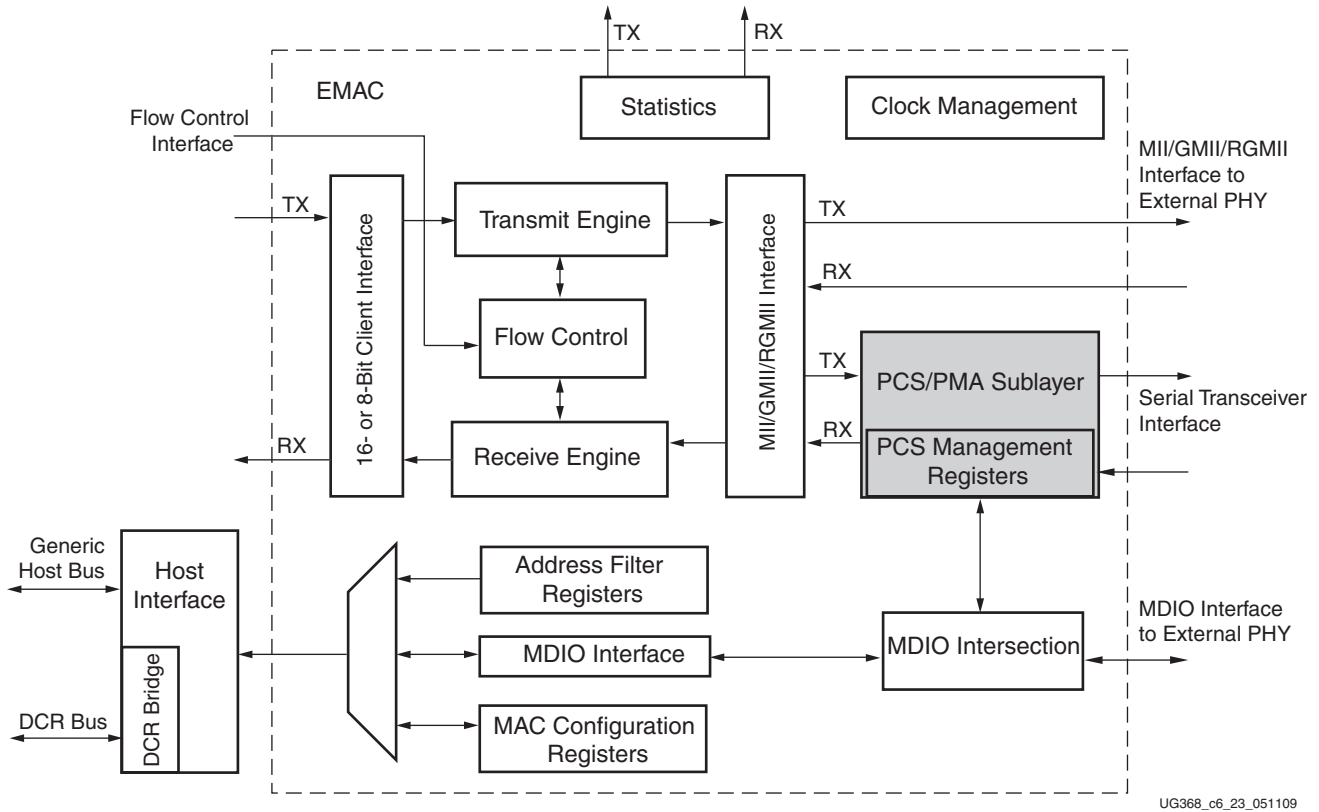 TX
RX
EMAC
Statistics
Clock Management
Flow Control
Interface
MII/GMII/RGMII
Interface to
External PHY
TX
16- or 8-Bit Client Interface
Transmit Engine
MII/GMII/RGMII Interface
TX
RX
Flow Control
TX
PCS/PMA Sublayer
Serial Transceiver
Interface
RX
Receive Engine
RX
PCS Management
Registers
Generic
Host Bus
Host
Interface
Address Filter
Registers
MDIO Interface
MDIO Intersection
MDIO Interface
to External PHY
DCR Bus
DCR Bridge
MAC Configuration
Registers
UG368_c6_23_051109